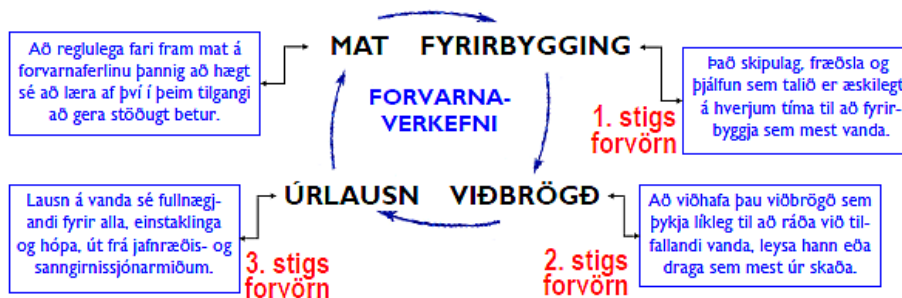 Að reglulega fari fram mat á
forvarnaferlinu þannig að hægt
sé að læra af því í þeim tilgangi
að gera stöðugt betur.
MAT FYRIRBYGGING
Það skipulag, fræðsla og
þjálfun sem talið er æskilegt
á hverjum tíma til að fyrir-
byggja sem mest vanda.
FORVARNA-
VERKEFNI
1. stigs
forvörn
Lausn á vanda sé fullnægj-
andi fyrir alla, einstaklinga
og hópa, út frá jafnræðis- og
sanngirnissjónarmiðum.
ÚRLAUSN VIÐBRÖGÐ
Að viðhafa þau viðbrögð sem
þykja líkleg til að ráða við til-
fallandi vanda, leysa hann eða
draga sem mest úr skaða.
3. stigs
forvörn
2. stigs
forvörn